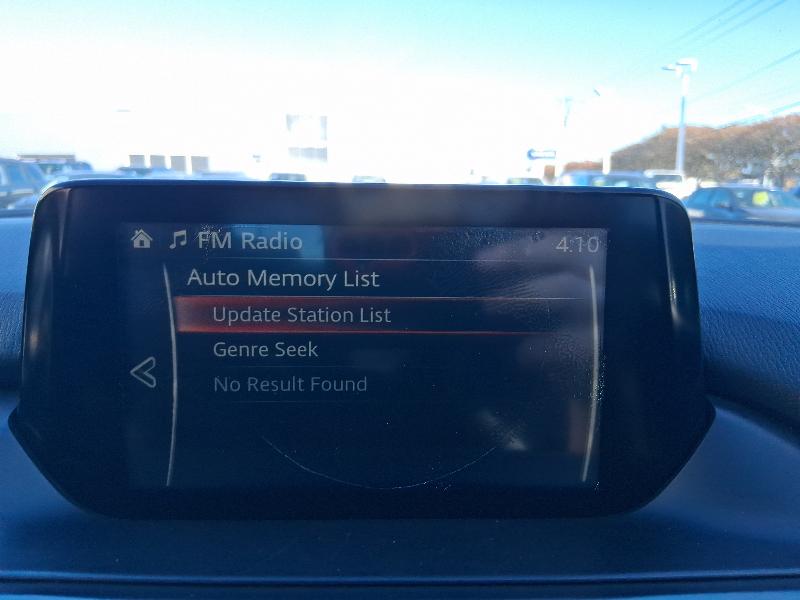 FM Radio 4:10
Auto Memory List
Update Station List
Genre Seek
No Result Found